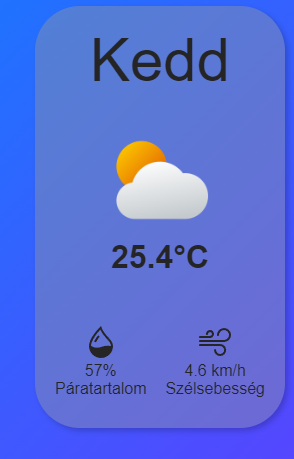 Kedd
25.4°C
57% 4.6 km/h
Páratartalom Szélsebesség